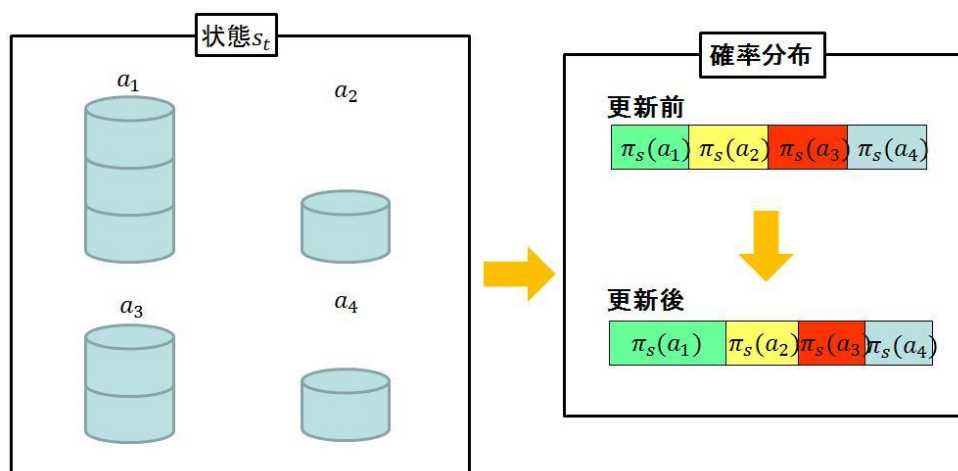 状態s_t
a_1
a_2
a_3
a_4
確率分布
更新前
π_s(a_1) π_s(a_2) π_s(a_3) π_s(a_4)
更新後
π_s(a_1) π_s(a_2) π_s(a_3) π_s(a_4)